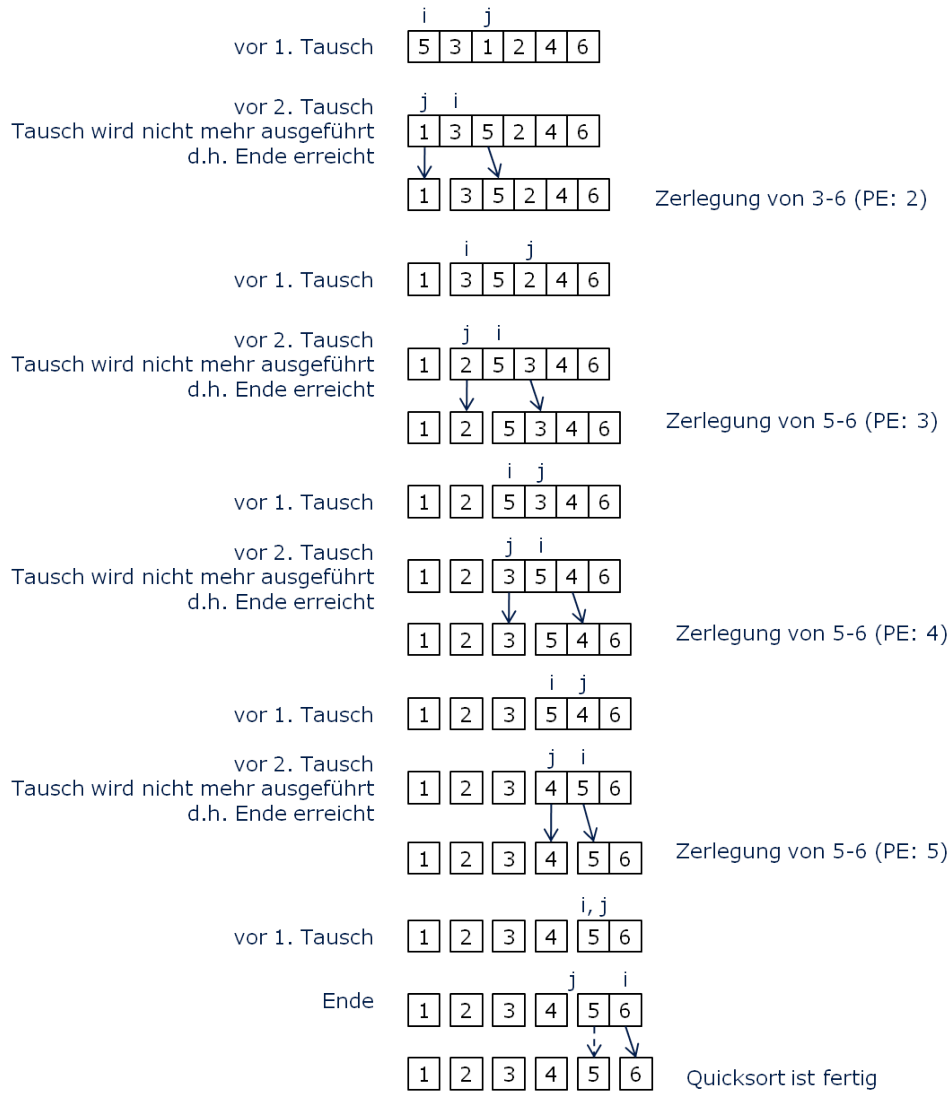 i j
vor 1. Tausch 5 3 1 2 4 6
vor 2. Tausch j i
Tausch wird nicht mehr ausgeführt 1 3 5 2 4 6
d.h. Ende erreicht
1 3 5 2 4 6 Zerlegung von 3-6 (PE: 2)
i j
vor 1. Tausch 1 3 5 2 4 6
vor 2. Tausch j i
Tausch wird nicht mehr ausgeführt 1 2 5 3 4 6
d.h. Ende erreicht
1 2 5 3 4 6 Zerlegung von 5-6 (PE: 3)
i j
vor 1. Tausch 1 2 5 3 4 6
vor 2. Tausch j i
Tausch wird nicht mehr ausgeführt 1 2 3 5 4 6
d.h. Ende erreicht
1 2 3 5 4 6 Zerlegung von 5-6 (PE: 4)
i j
vor 1. Tausch 1 2 3 5 4 6
vor 2. Tausch j i
Tausch wird nicht mehr ausgeführt 1 2 3 4 5 6
d.h. Ende erreicht
1 2 3 4 5 6 Zerlegung von 5-6 (PE: 5)
i, j
vor 1. Tausch 1 2 3 4 5 6
j i
Ende 1 2 3 4 5 6
1 2 3 4 5 6 Quicksort ist fertig